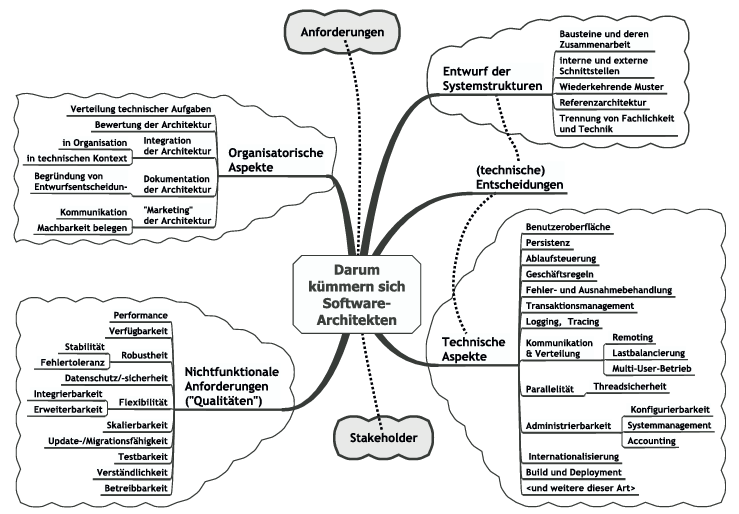 Anforderungen
Entwurf der
Systemstrukturen
Bausteine und deren
Zusammenarbeit
Interne und externe
Schnittstellen
Wiederkehrende Muster
Referenzarchitektur
Trennung von Fachlichkeit
und Technik
Verteilung technischer Aufgaben
Bewertung der Architektur
in Organisation
in technischen Kontext
Integration
der Architektur
Begründung von
Entwurfsentscheidun-
Dokumentation
der Architektur
Kommunikation
Machbarkeit belegen
"Marketing"
der Architektur
Organisatorische
Aspekte
(technische)
Entscheidungen
Darum
kümmern sich
Software-
Architekten
Technische
Aspekte
Benutzeroberfläche
Persistenz
Ablaufsteuerung
Geschäftsregeln
Fehler- und Ausnahmebehandlung
Transaktionsmanagement
Logging, Tracing
Kommunikation
& Verteilung
Remoting
Lastbalancierung
Multi-User-Betrieb
Parallelität
Threadsicherheit
Administrierbarkeit
Konfigurierbarkeit
Systemmanagement
Accounting
Internationalisierung
Build und Deployment
<und weitere dieser Art>
Performance
Verfügbarkeit
Stabilität
Fehlertoleranz
Robustheit
Datenschutz/-sicherheit
Integrierbarkeit
Erweiterbarkeit
Flexibilität
Skalierbarkeit
Update-/Migrationsfähigkeit
Testbarkeit
Verständlichkeit
Betreibbarkeit
Nichtfunktionale
Anforderungen
("Qualitäten")
Stakeholder